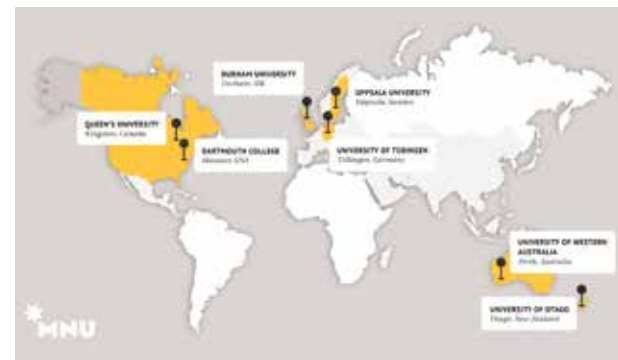 DURHAM UNIVERSITY
Durham, UK
UPPSALA UNIVERSITY
Uppsala, Sweden
QUEEN'S UNIVERSITY
Kingston, Canada
DARTMOUTH COLLEGE
Hanover, USA
UNIVERSITY OF TUBINGEN
Tübingen, Germany
UNIVERSITY OF WESTERN
AUSTRALIA
Perth, Australia
UNIVERSITY OF OTAGO
Otago, New Zealand
MNU